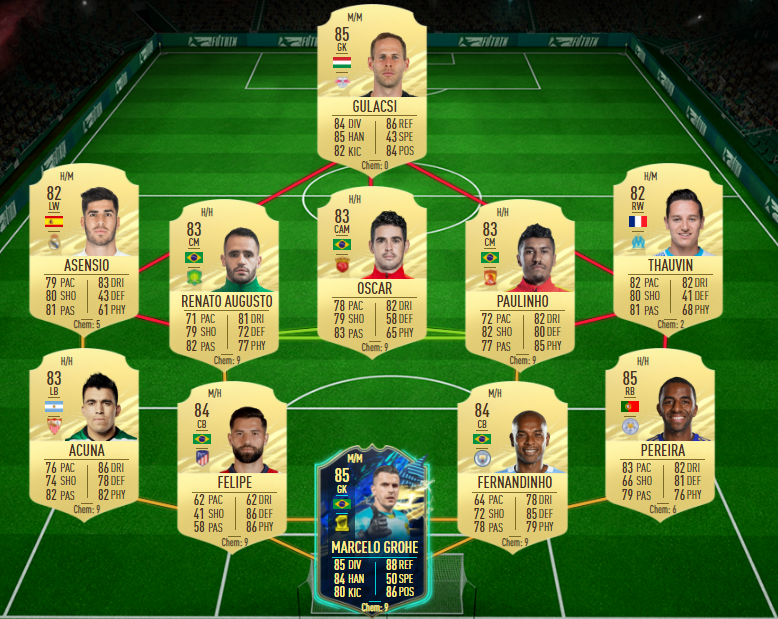 M/M
85
GK
GULACSI
84 DIV 86 REF
85 HAN 43 SPE
82 KIC 84 POS
Chem: 0
H/M
82
LW
ASENSIO
79 PAC 83 DRI
80 SHO 43 DEF
81 PAS 61 PHY
Chem: 5
H/H
83
CM
RENATO AUGUSTO
71 PAC 81 DRI
79 SHO 72 DEF
82 PAS 77 PHY
Chem: 9
H/H
83
CAM
OSCAR
78 PAC 82 DRI
79 SHO 58 DEF
83 PAS 65 PHY
Chem: 9
H/H
83
CM
PAULINHO
72 PAC 82 DRI
82 SHO 80 DEF
77 PAS 85 PHY
Chem: 9
H/M
82
RW
THAUVIN
82 PAC 82 DRI
80 SHO 41 DEF
81 PAS 68 PHY
Chem: 2
H/H
83
LB
ACUNA
76 PAC 86 DRI
74 SHO 78 DEF
82 PAS 82 PHY
Chem: 9
M/H
84
CB
FELIPE
62 PAC 62 DRI
41 SHO 86 DEF
58 PAS 86 PHY
Chem: 9
M/M
85
GK
MARCELO GROHE
85 DIV 88 REF
84 HAN 50 SPE
80 KIC 86 POS
Chem: 9
M/H
84
CB
FERNANDINHO
64 PAC 78 DRI
72 SHO 85 DEF
78 PAS 79 PHY
Chem: 9
H/H
85
RB
PEREIRA
83 PAC 82 DRI
66 SHO 81 DEF
79 PAS 76 PHY
Chem: 6